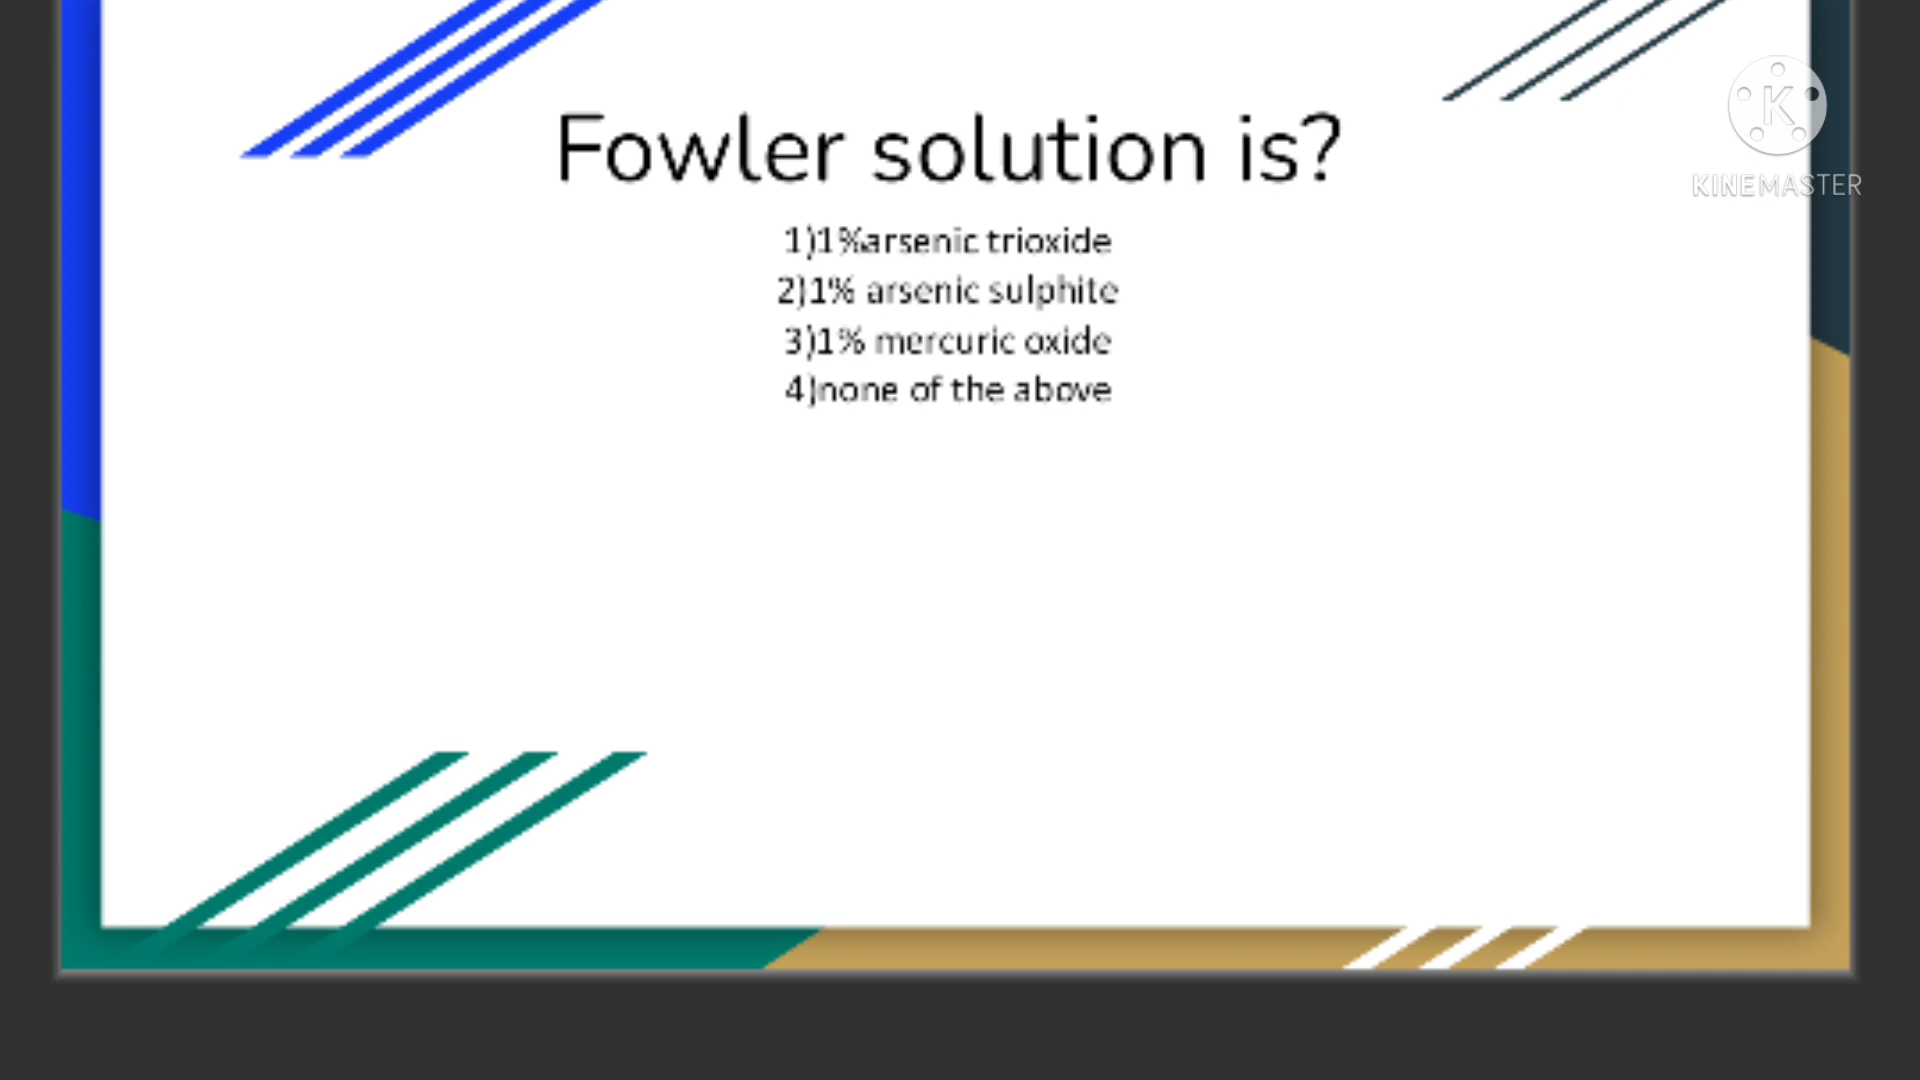 Fowler solution is?
1)1%arsenic trioxide
2)1% arsenic sulphite
3)1% mercuric oxide
4)none of the above
K
KINEMASTER